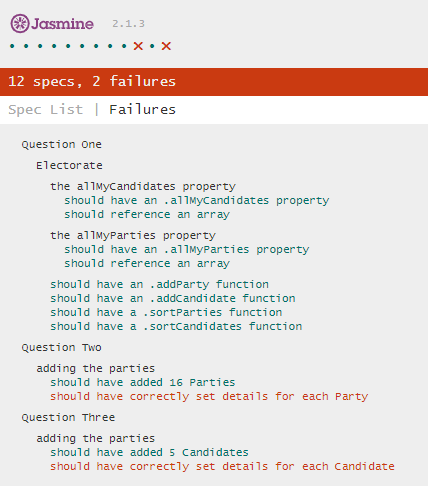 Jasmine 2.1.3
• • • • • • • • • × • ×
12 specs, 2 failures
Spec List | Failures
Question One
Electorate
the allMyCandidates property
should have an .allMyCandidates property
should reference an array
the allMyParties property
should have an .allMyParties property
should reference an array
should have an .addParty function
should have an .addCandidate function
should have a .sortParties function
should have a .sortCandidates function
Question Two
adding the parties
should have added 16 Parties
should have correctly set details for each Party
Question Three
adding the parties
should have added 5 Candidates
should have correctly set details for each Candidate